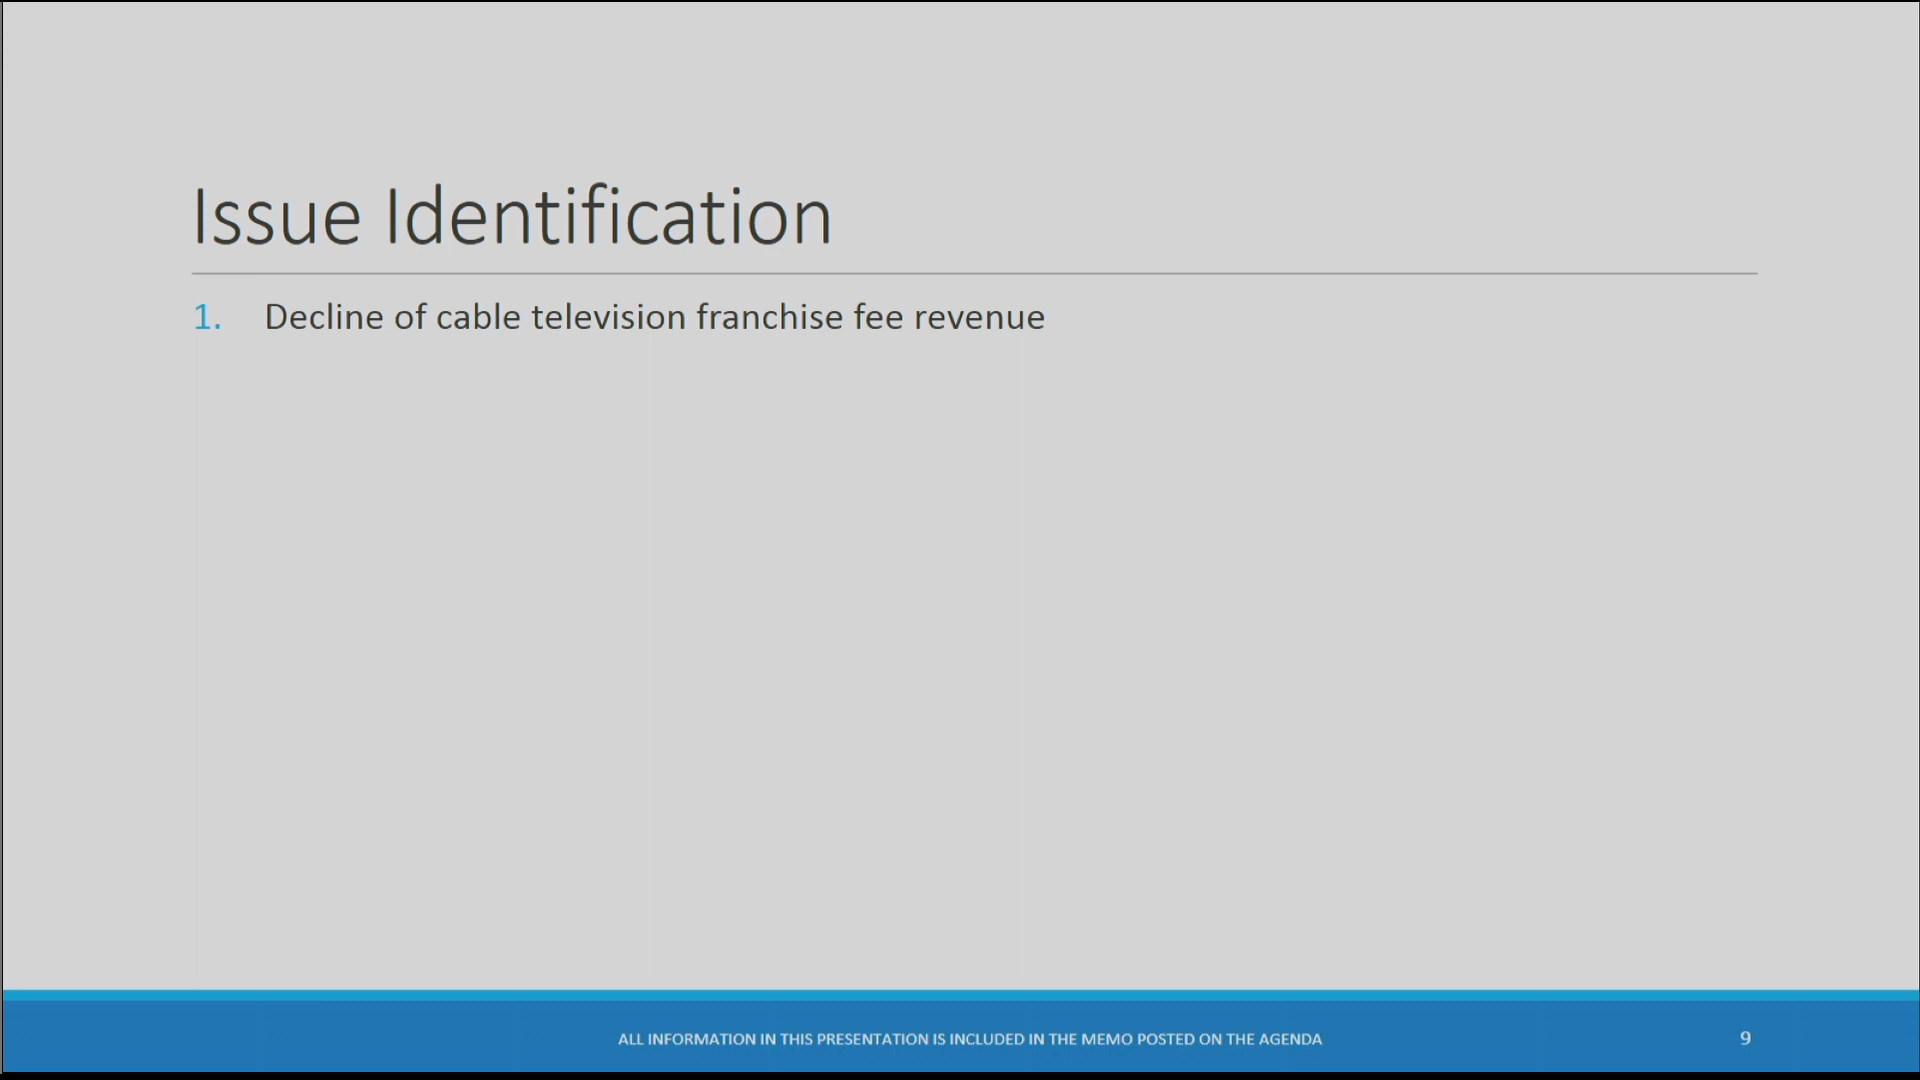 Issue Identification
1. Decline of cable television franchise fee revenue
ALL INFORMATION IN THIS PRESENTATION IS INCLUDED IN THE MEMO POSTED ON THE AGENDA
9